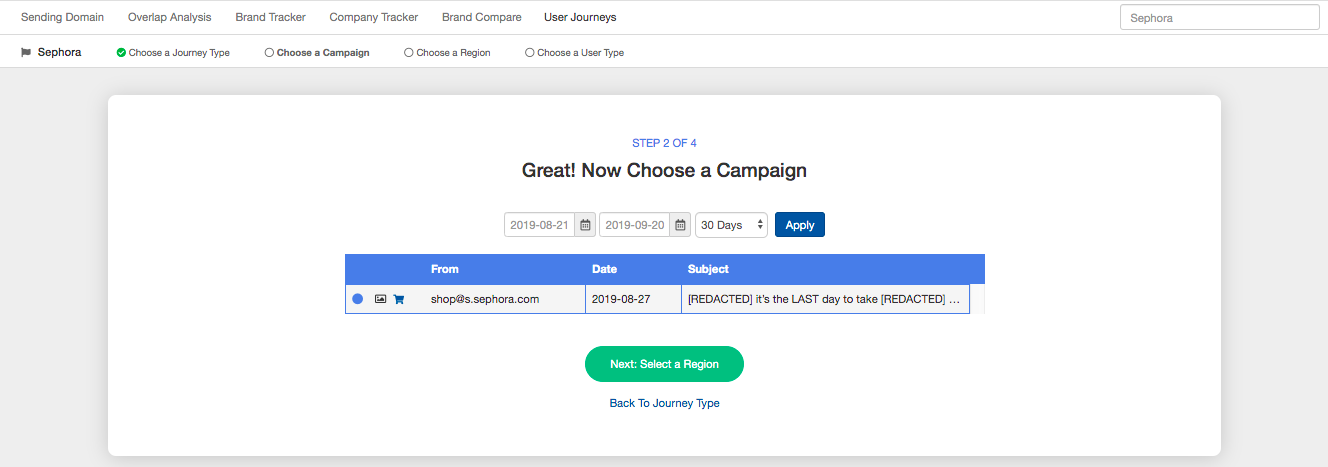 Sending Domain Overlap Analysis Brand Tracker Company Tracker Brand Compare User Journeys Sephora
Sephora Choose a Journey Type Choose a Campaign Choose a Region Choose a User Type
STEP 2 OF 4
Great! Now Choose a Campaign
2019-08-21 2019-09-20 30 Days Apply
From Date Subject
shop@s.sephora.com 2019-08-27 [REDACTED] it's the LAST day to take [REDACTED] ...
Next: Select a Region
Back To Journey Type